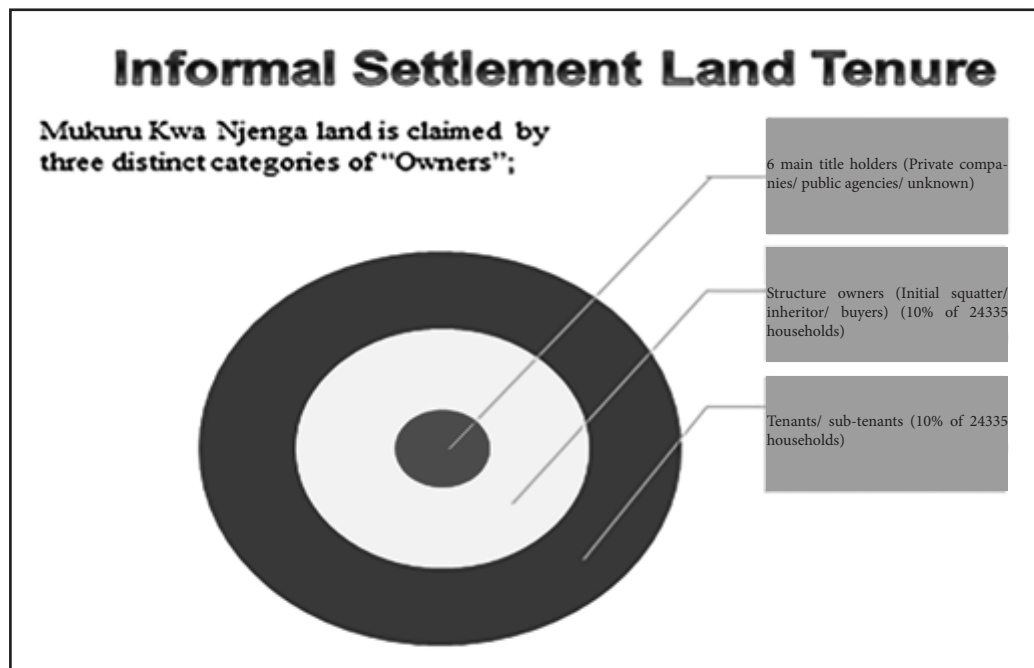 Informal Settlement Land Tenure
Mukuru Kwa Njenga land is claimed by
three distinct categories of “Owners”;
6 main title holders (Private compa-
nies/ public agencies/ unknown)
Structure owners (Initial squatter/
inheritor/ buyers) (10% of 24335
households)
Tenants/ sub-tenants (10% of 24335
households)